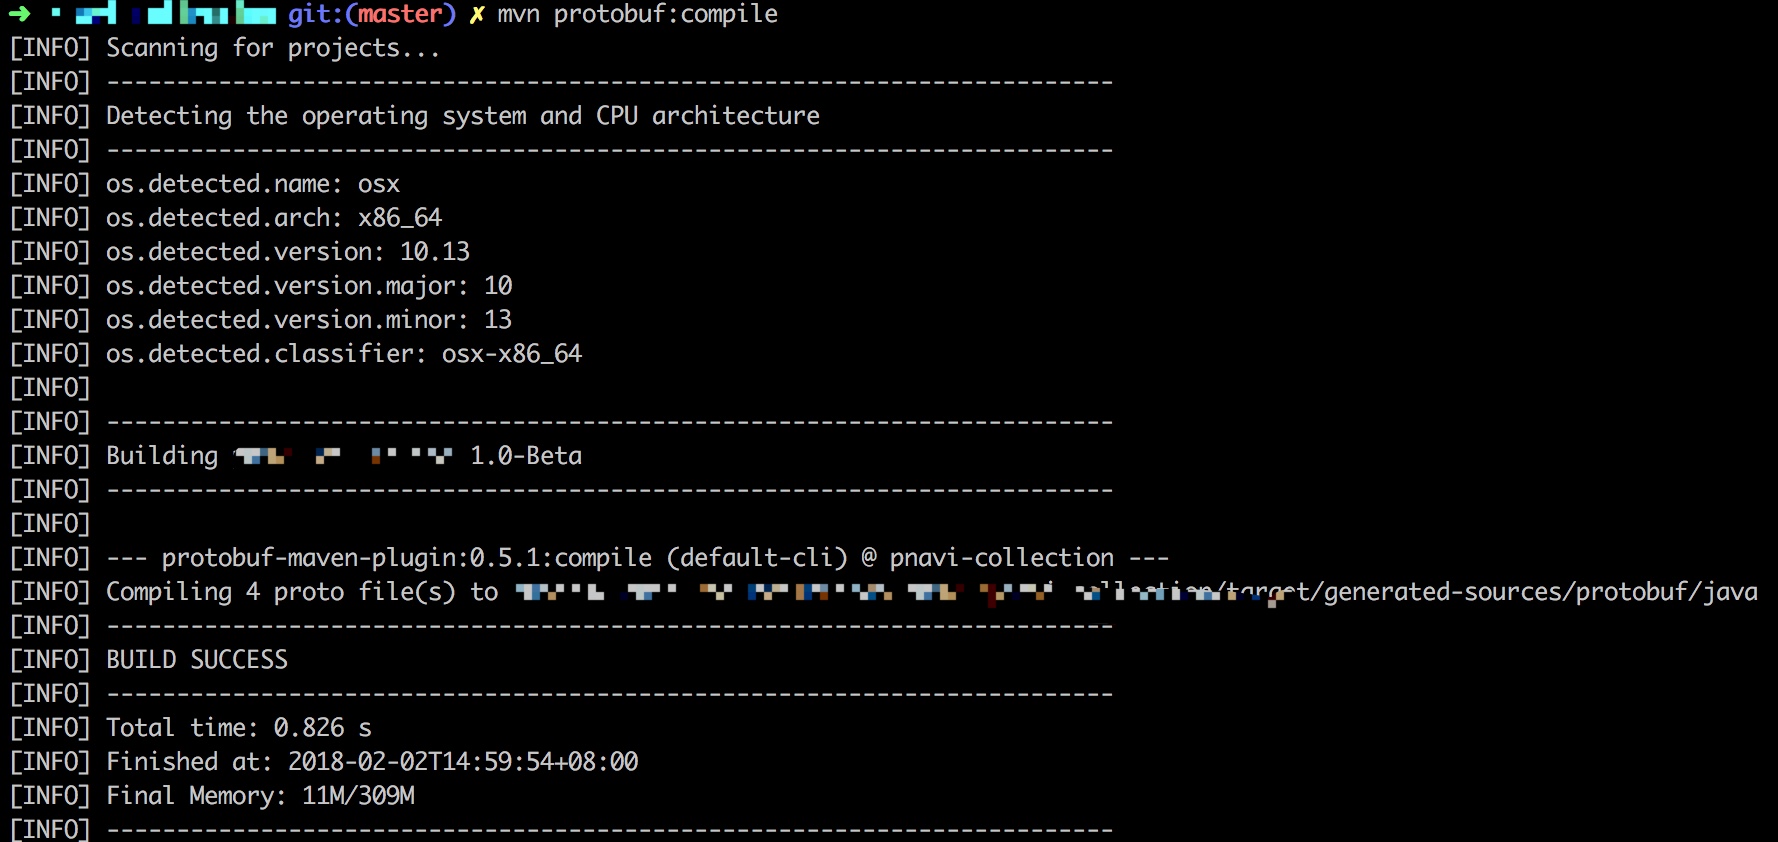 ➜ git:(master) ✗ mvn protobuf:compile
[INFO] Scanning for projects...
[INFO] ------------------------------------------------------------------------
[INFO] Detecting the operating system and CPU architecture
[INFO] ------------------------------------------------------------------------
[INFO] os.detected.name: osx
[INFO] os.detected.arch: x86_64
[INFO] os.detected.version: 10.13
[INFO] os.detected.version.major: 10
[INFO] os.detected.version.minor: 13
[INFO] os.detected.classifier: osx-x86_64
[INFO]
[INFO] ------------------------------------------------------------------------
[INFO] Building 1.0-Beta
[INFO] ------------------------------------------------------------------------
[INFO]
[INFO] --- protobuf-maven-plugin:0.5.1:compile (default-cli) @ pnavi-collection ---
[INFO] Compiling 4 proto file(s) to /generated-sources/protobuf/java
[INFO] ------------------------------------------------------------------------
[INFO] BUILD SUCCESS
[INFO] ------------------------------------------------------------------------
[INFO] Total time: 0.826 s
[INFO] Finished at: 2018-02-02T14:59:54+08:00
[INFO] Final Memory: 11M/309M
[INFO] ------------------------------------------------------------------------